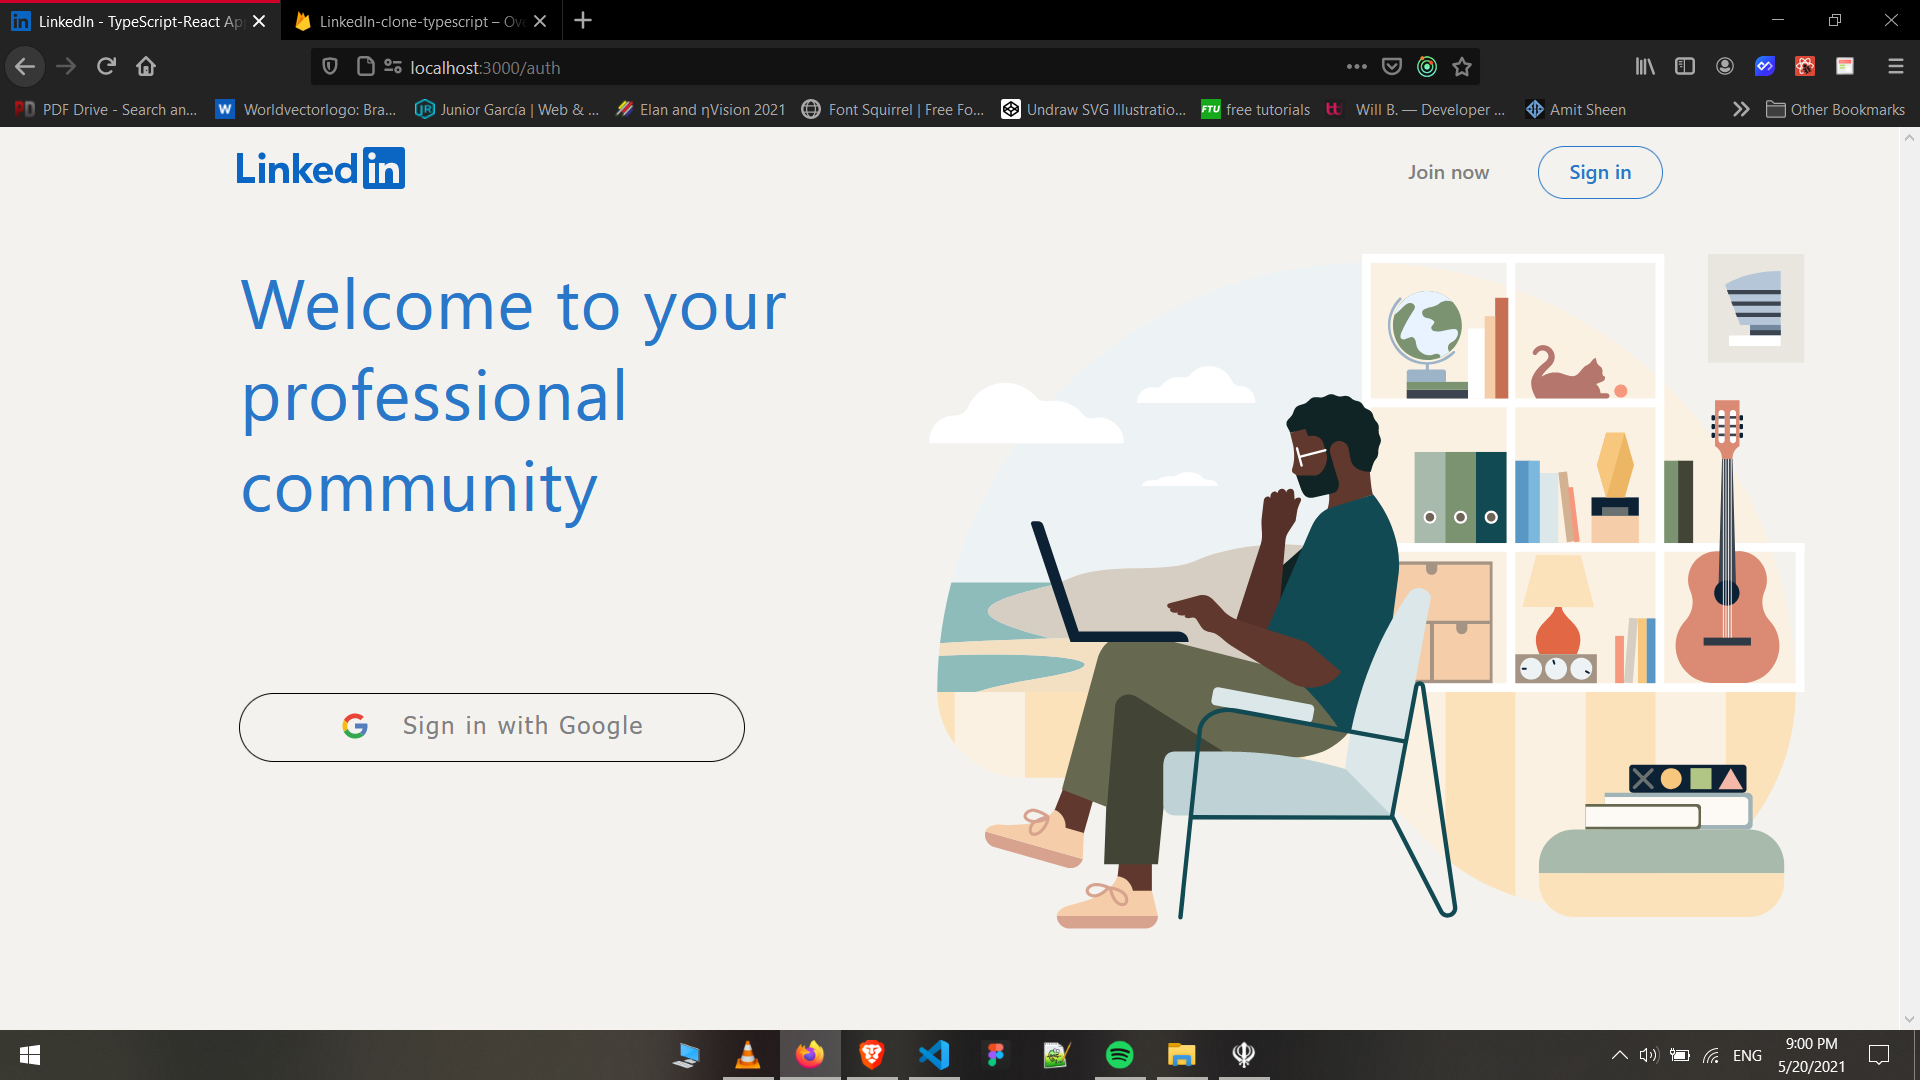 LinkedIn - TypeScript-React Ap
LinkedIn-clone-typescript – Ov
localhost:3000/auth
PDF Drive - Search an...
W
Worldvectorlogo: Bra...
JR
Junior García | Web & ...
Elan and ηVision 2021
Font Squirrel | Free Fo...
Undraw SVG Illustratio...
FTU
free tutorials
Will B. — Developer ...
Amit Sheen
Other Bookmarks
Linkedin
Join now
Sign in
Welcome to your
professional
community
Sign in with Google
ENG
9:00 PM
5/20/2021